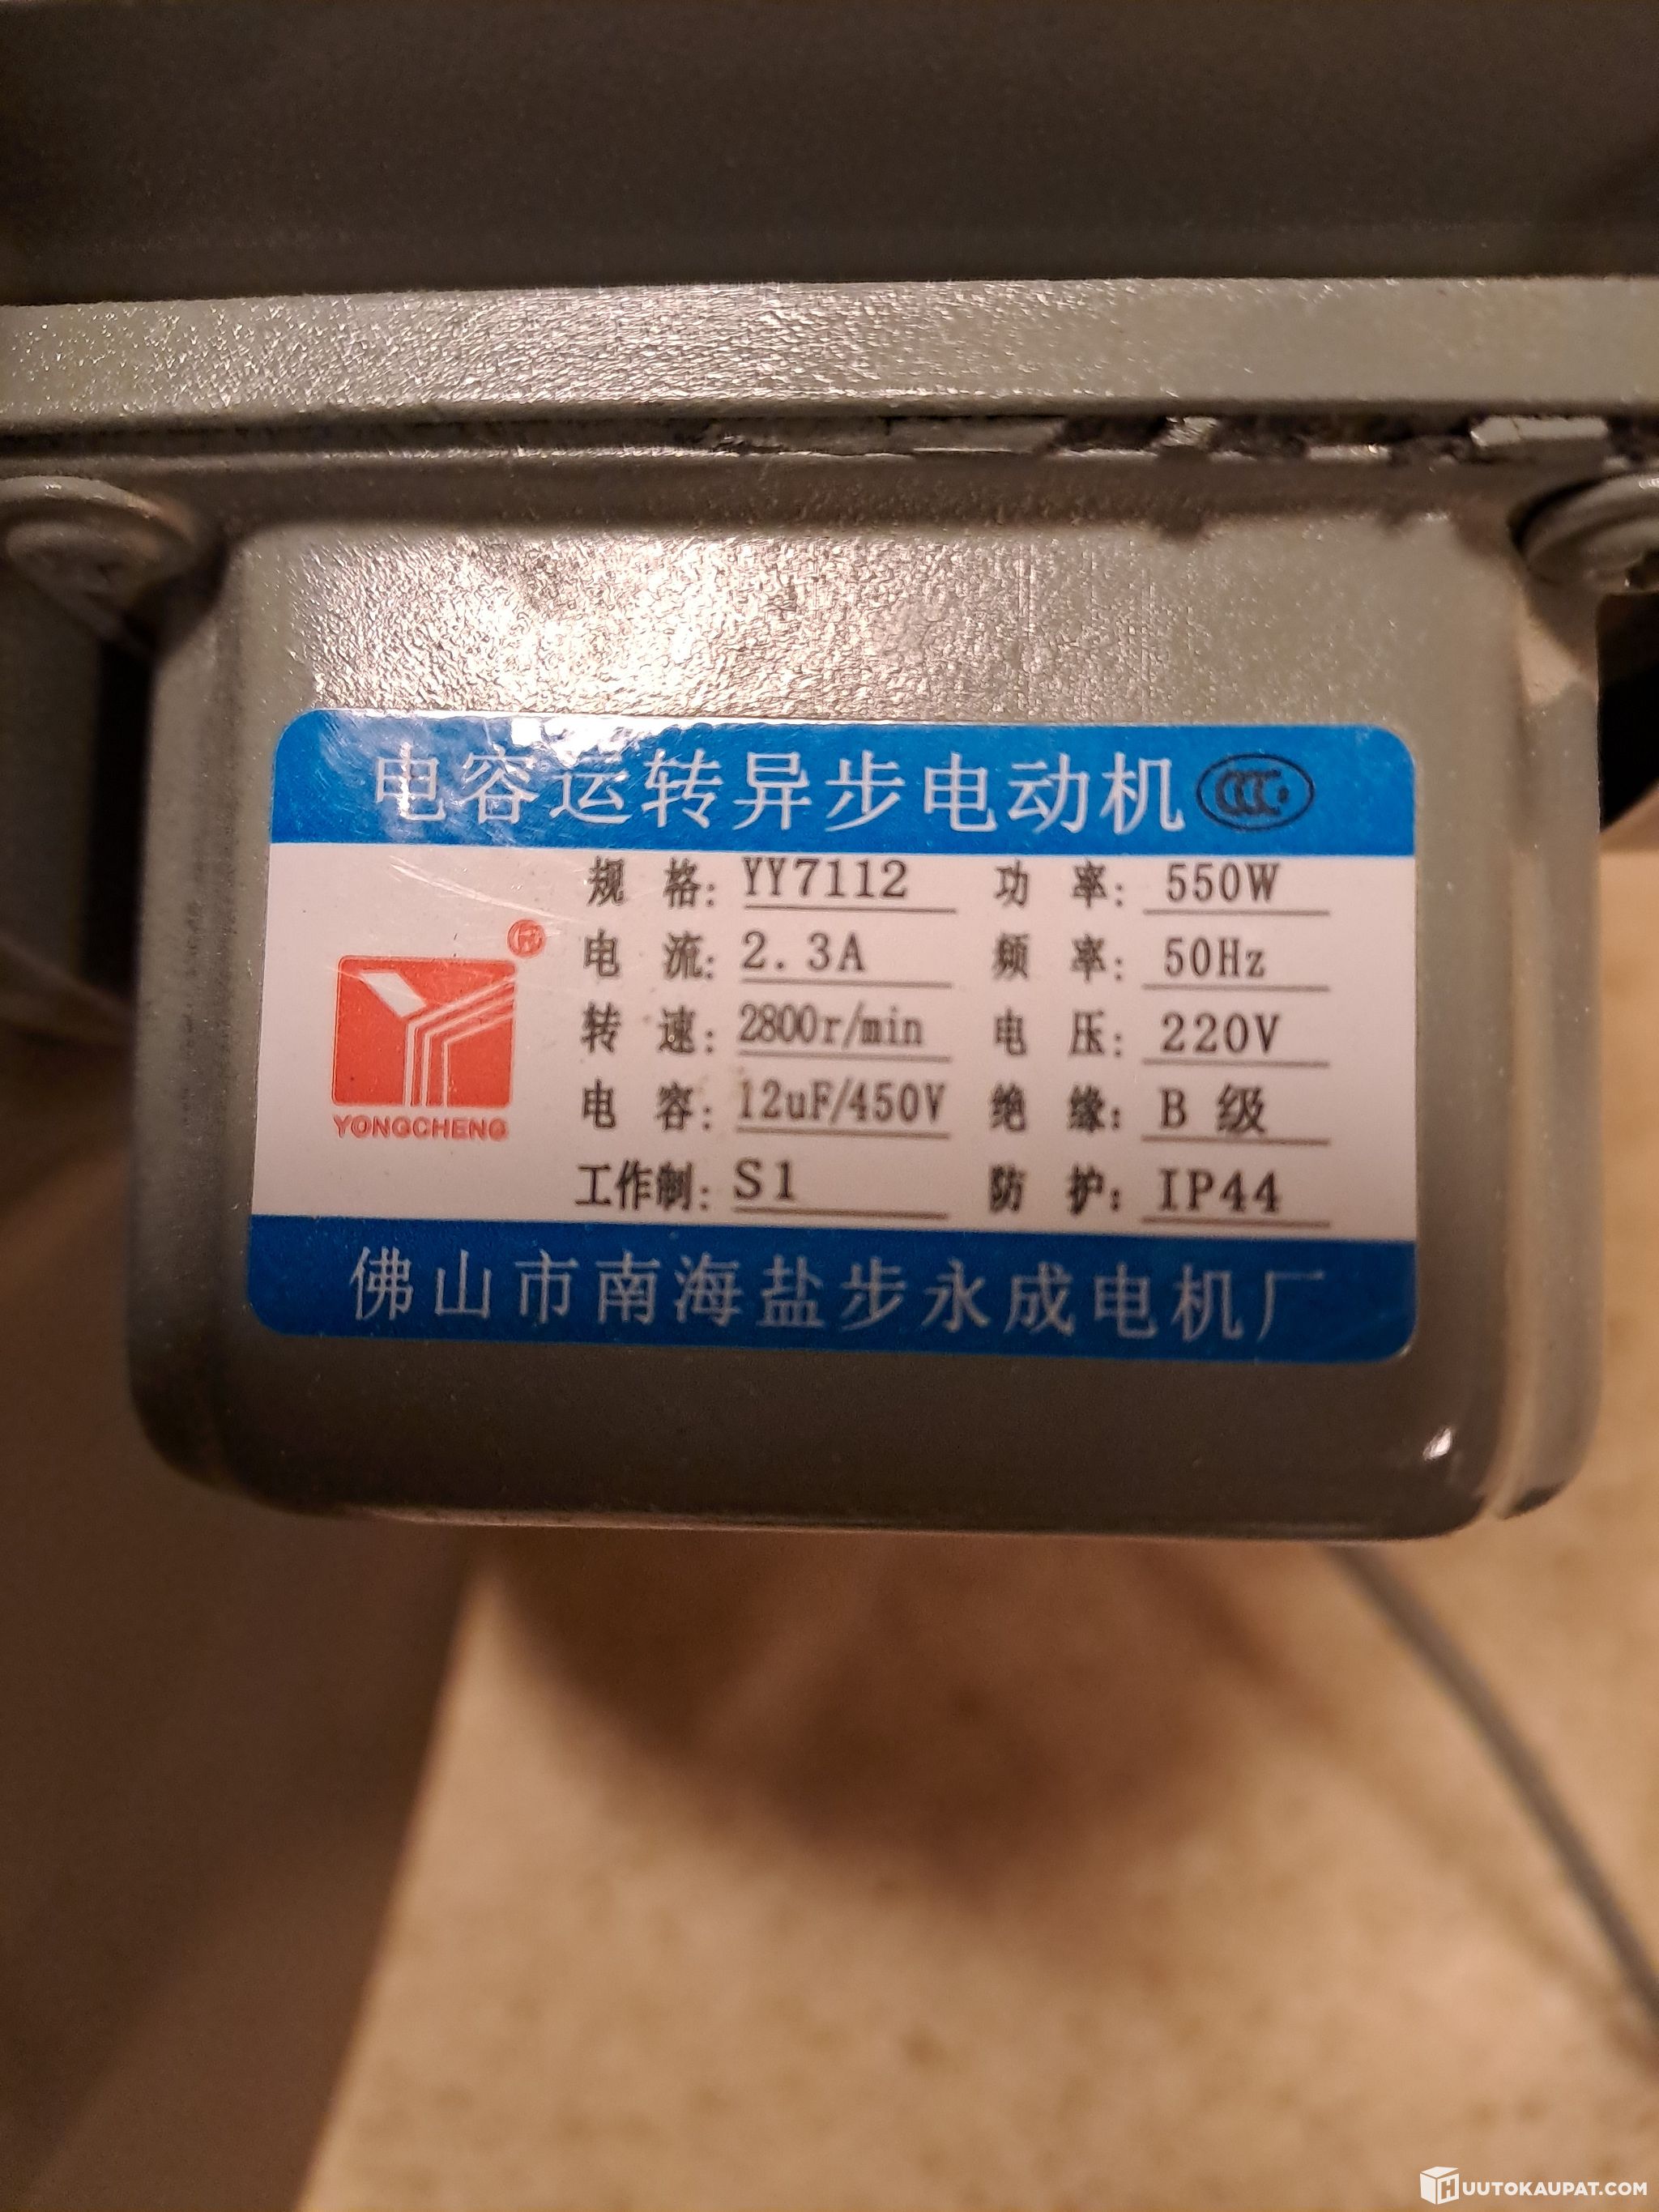 电容运转异步电动机 CCC
规格: YY7112 功率: 550W
电流: 2.3A 频率: 50Hz
转速: 2800r/min 电压: 220V
电容: 12uF/450V 绝缘: B 级
工作制: S1 防护: IP44
®
YONGCHENG
佛山市南海盐步永成电机厂
HUUTOKAUPAT.COM